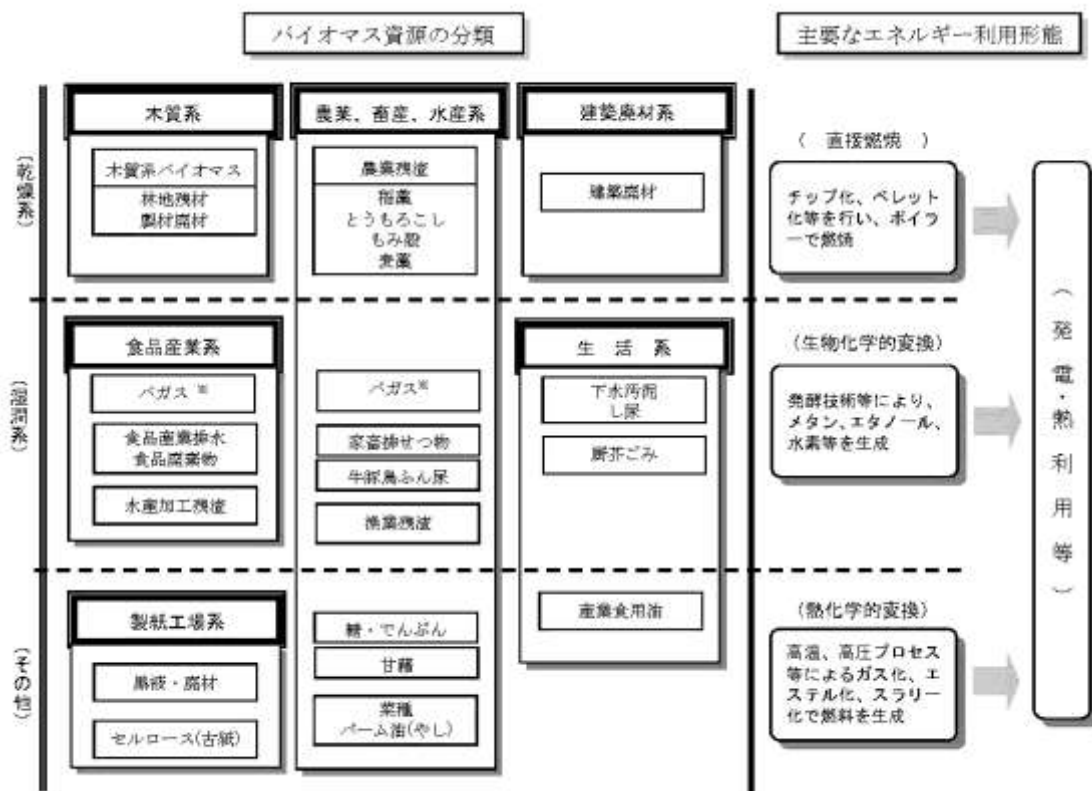 バイオマス資源の分類
主要なエネルギー利用形態
(乾燥系)
木質系
木質系バイオマス
林地残材
製材廃材
農業、畜産、水産系
農業残渣
稲藁
とうもろこし
もみ殻
麦藁
建築廃材系
建築廃材
( 直接燃焼 )
チップ化、ペレット
化等を行い、ボイラ
ーで燃焼
(湿潤系)
食品産業系
バガス※
食品産業排水
食品廃棄物
水産加工残渣
バガス※
家畜排せつ物
牛豚鳥ふん尿
漁業残渣
生 活 系
下水汚泥
し尿
厨芥ごみ
(生物化学的変換)
発酵技術等により、
メタン、エタノール、
水素等を生成
(その他)
製紙工場系
黒液・廃材
セルロース(古紙)
糖・でんぷん
甘藷
菜種
パーム油(やし)
産業食用油
(熱化学的変換)
高温、高圧プロセス
等によるガス化、エ
ステル化、スラリー
化で燃料を生成
(発電・熱利用等)